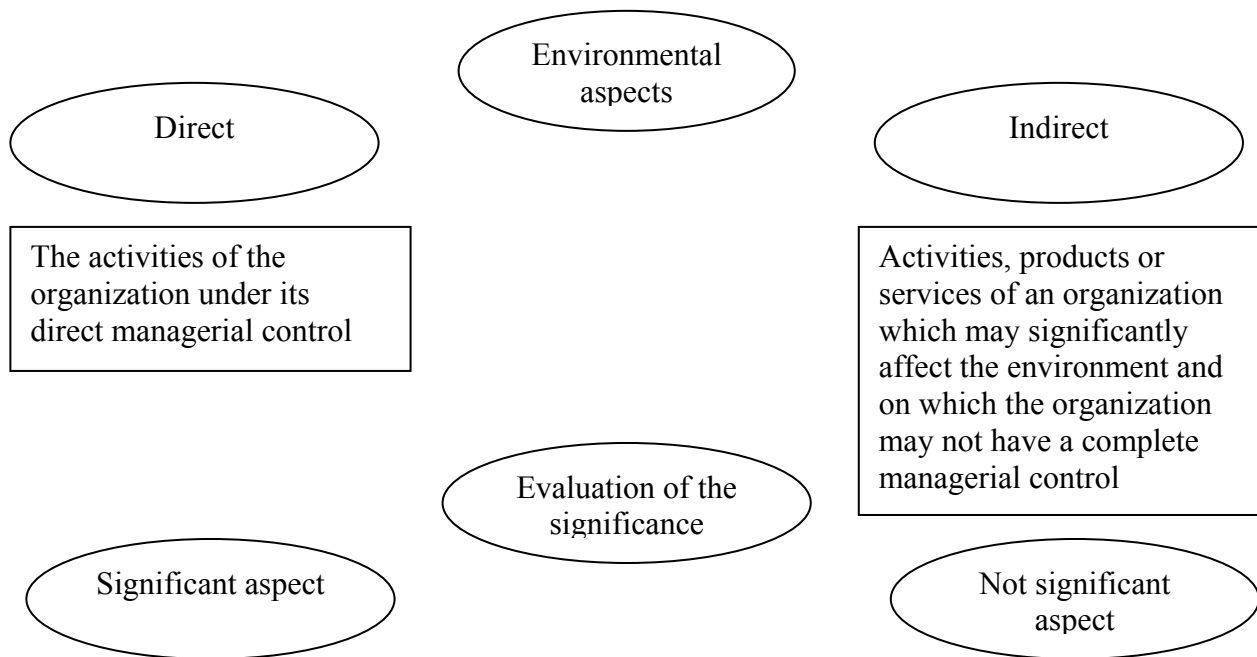 Environmental
aspects
Direct
Indirect
The activities of the
organization under its
direct managerial control
Activities, products or
services of an organization
which may significantly
affect the environment and
on which the organization
may not have a complete
managerial control
Evaluation of the
significance
Significant aspect
Not significant
aspect